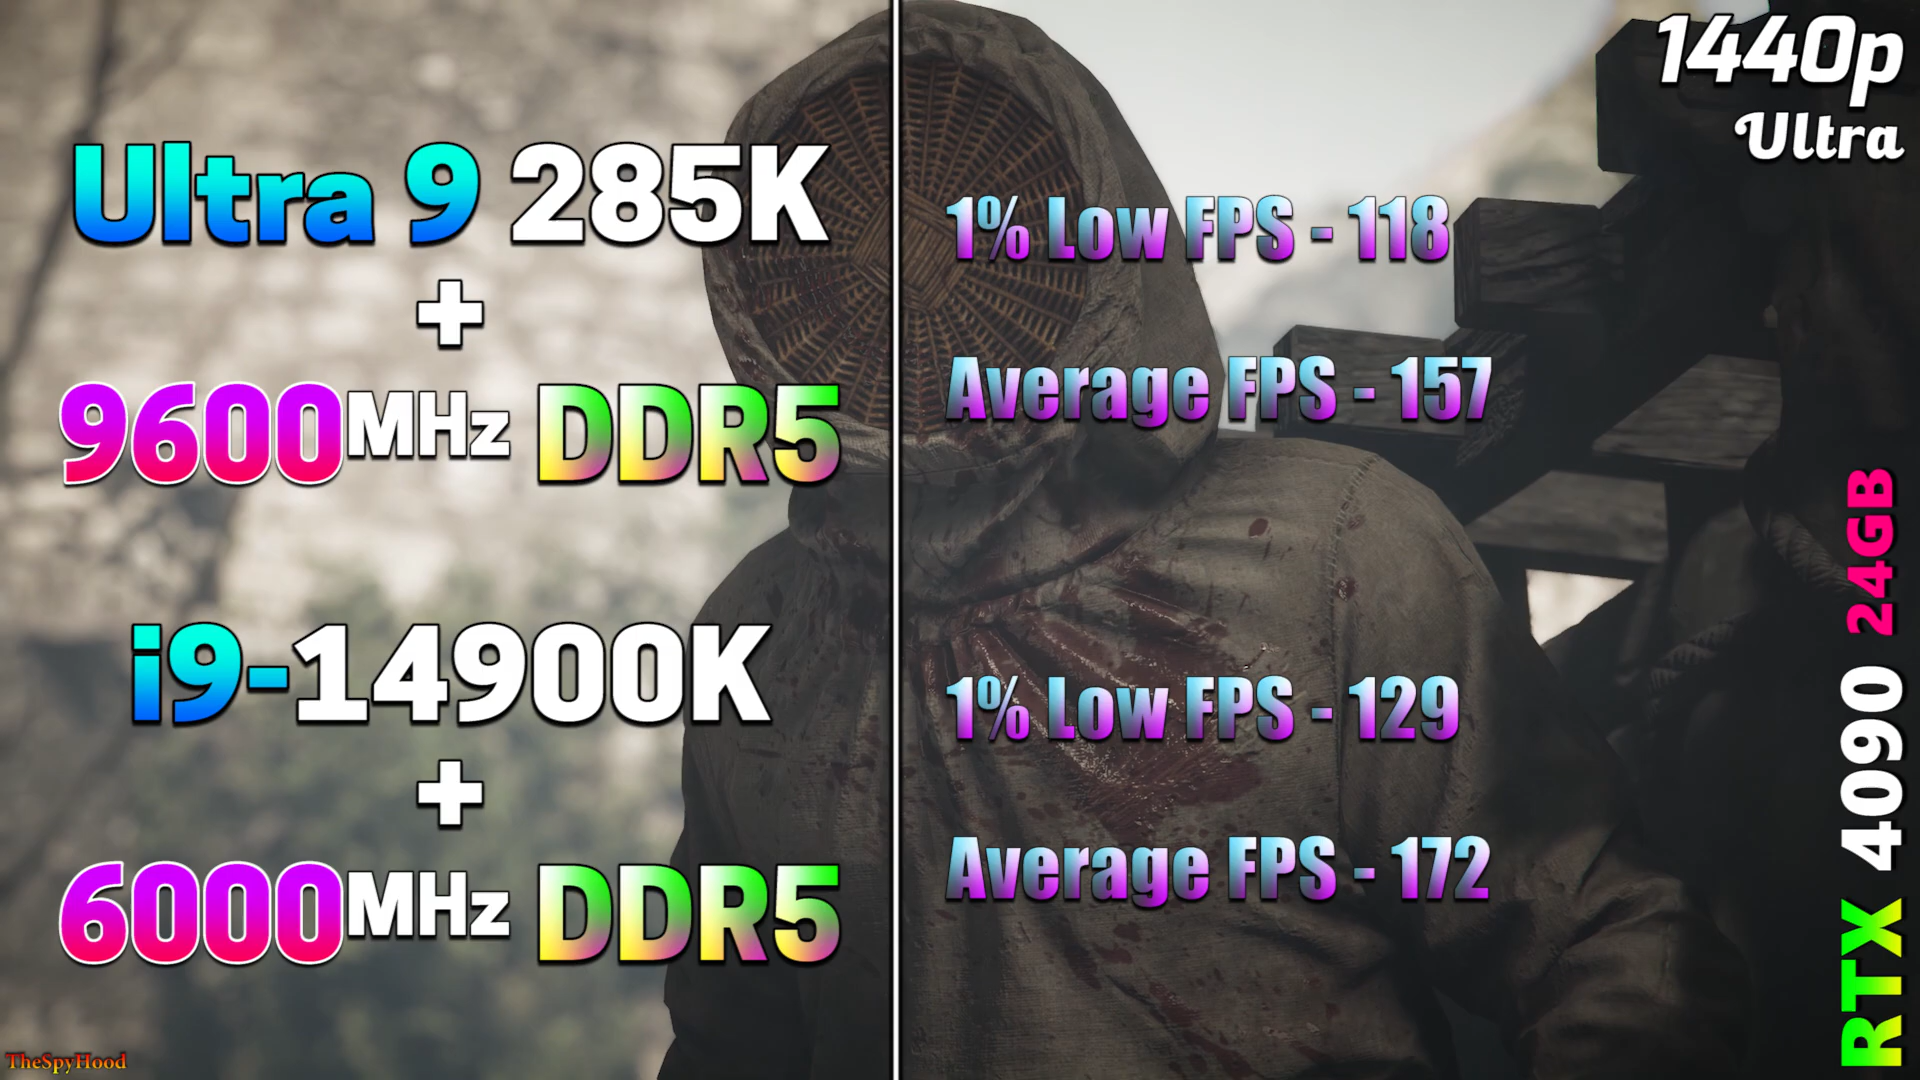 1440p
Ultra
Ultra 9 285K
+
9600MHz DDR5
1% Low FPS - 118
Average FPS - 157
i9-14900K
+
6000MHz DDR5
1% Low FPS - 129
Average FPS - 172
RTX 4090 24GB
TheSpyHood